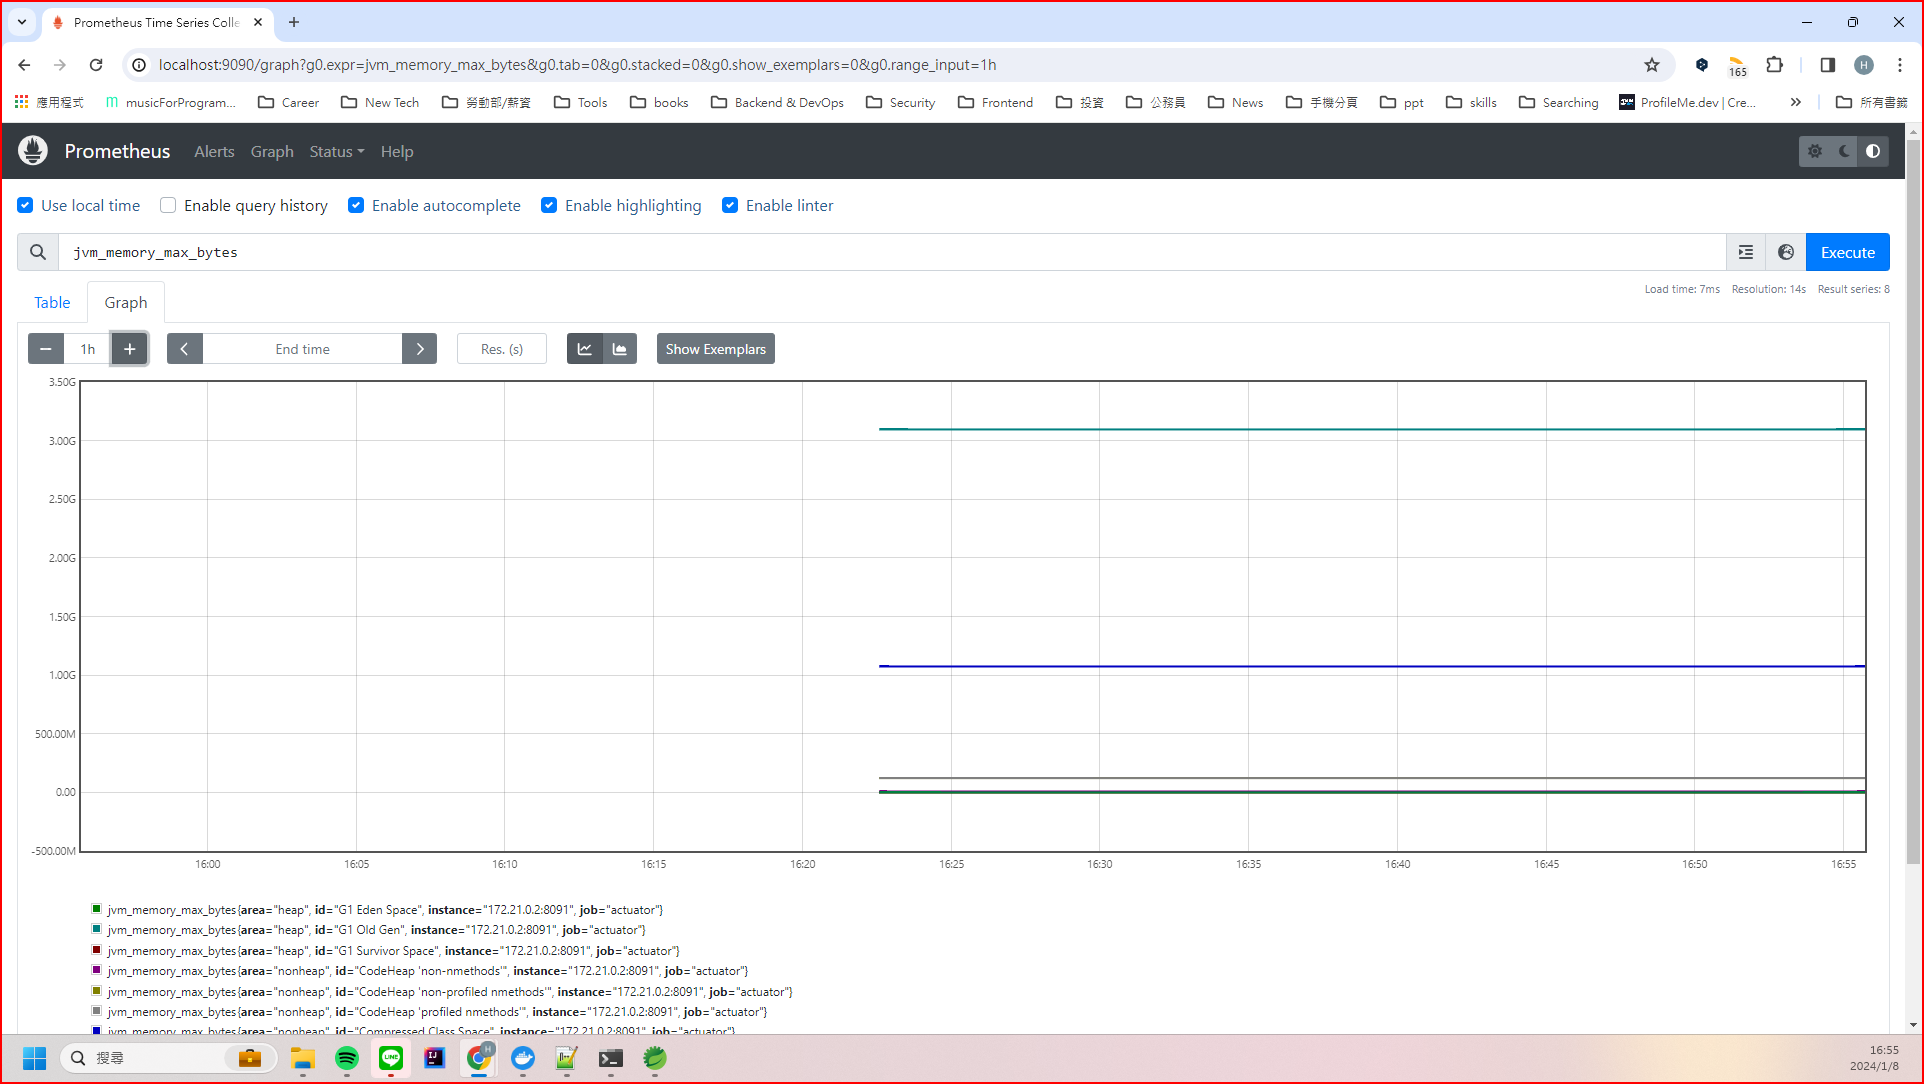 Prometheus Time Series Colle
localhost:9090/graph?g0.expr=jvm_memory_max_bytes&g0.tab=0&g0.stacked=0&g0.show_exemplars=0&g0.range_input=1h
165
H
應用程式 musicForProgram... Career New Tech 勞動部/薪資 Tools books Backend & DevOps Security Frontend 投資 公務員 News 手機分頁 ppt skills Searching ProfileMe.dev | Cre... » 所有書籤
Prometheus Alerts Graph Status Help
Use local time Enable query history Enable autocomplete Enable highlighting Enable linter
jvm_memory_max_bytes Execute
Table Graph
Load time: 7ms Resolution: 14s Result series: 8
1h End time Res. (s) Show Exemplars
3.50G
3.00G
2.50G
2.00G
1.50G
1.00G
500.00M
0.00
-500.00M
16:00 16:05 16:10 16:15 16:20 16:25 16:30 16:35 16:40 16:45 16:50 16:55
jvm_memory_max_bytes{area="heap", id="G1 Eden Space", instance="172.21.0.2:8091", job="actuator"}
jvm_memory_max_bytes{area="heap", id="G1 Old Gen", instance="172.21.0.2:8091", job="actuator"}
jvm_memory_max_bytes{area="heap", id="G1 Survivor Space", instance="172.21.0.2:8091", job="actuator"}
jvm_memory_max_bytes{area="nonheap", id="CodeHeap 'non-nmethods'", instance="172.21.0.2:8091", job="actuator"}
jvm_memory_max_bytes{area="nonheap", id="CodeHeap 'non-profiled nmethods'", instance="172.21.0.2:8091", job="actuator"}
jvm_memory_max_bytes{area="nonheap", id="CodeHeap 'profiled nmethods'", instance="172.21.0.2:8091", job="actuator"}
jvm_memory_max_bytes{area="nonheap", id="Compressed Class Space", instance="172.21.0.2:8091", job="actuator"}
搜尋
LINE
IJ
H
16:55
2024/1/8